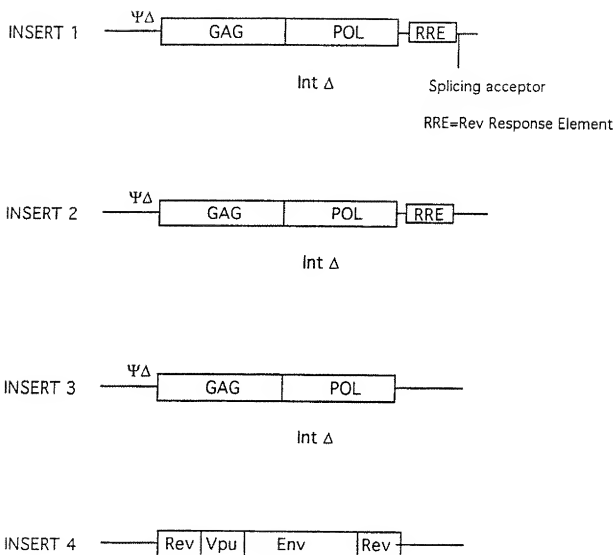 ΨΔ
INSERT 1 GAG POL RRE
Int Δ
Splicing acceptor
RRE=Rev Response Element
ΨΔ
INSERT 2 GAG POL RRE
Int Δ
ΨΔ
INSERT 3 GAG POL
Int Δ
INSERT 4 Rev Vpu Env Rev